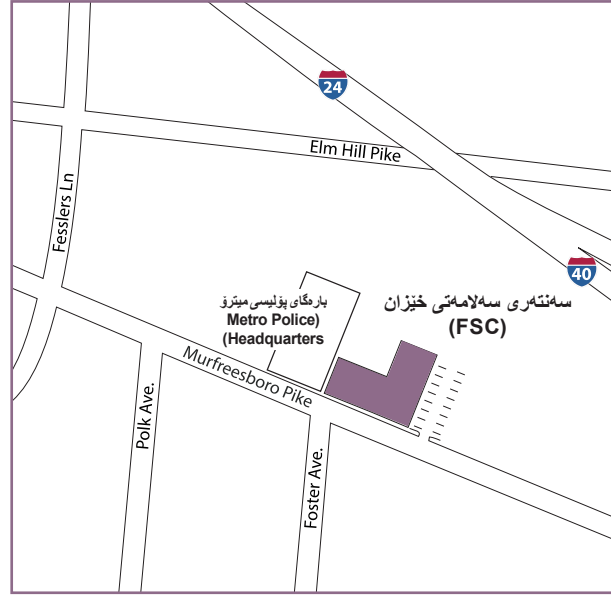 24
Elm Hill Pike
Fesslers Ln
40
بارەگای پۆلیسی میترۆ
Metro Police)
(Headquarters
سەنتەری سەلامەتی خێزان
(FSC)
Murfreesboro Pike
Polk Ave.
Foster Ave.